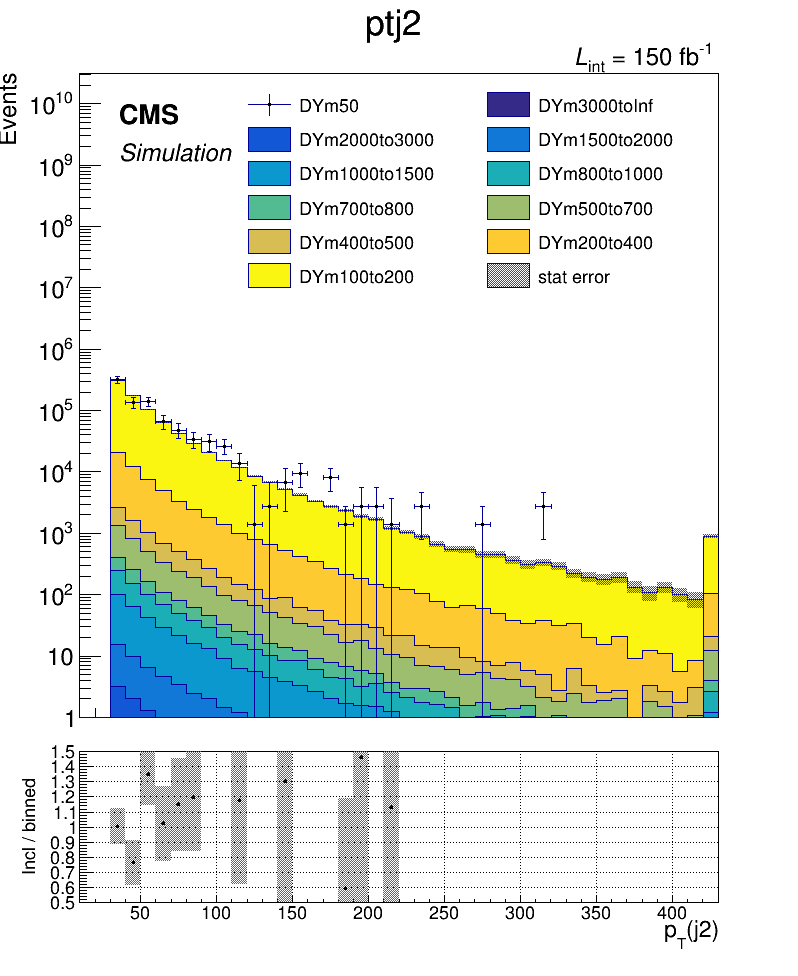 ptj2
L_int = 150 fb^-1
Events
CMS
Simulation
DYm50
DYm3000toInf
DYm2000to3000
DYm1500to2000
DYm1000to1500
DYm800to1000
DYm700to800
DYm500to700
DYm400to500
DYm200to400
DYm100to200
stat error
10^10
10^9
10^8
10^7
10^6
10^5
10^4
10^3
10^2
10
1
Incl / binned
1.5
1.4
1.3
1.2
1.1
1
0.9
0.8
0.7
0.6
0.5
50 100 150 200 250 300 350 400
p_T(j2)